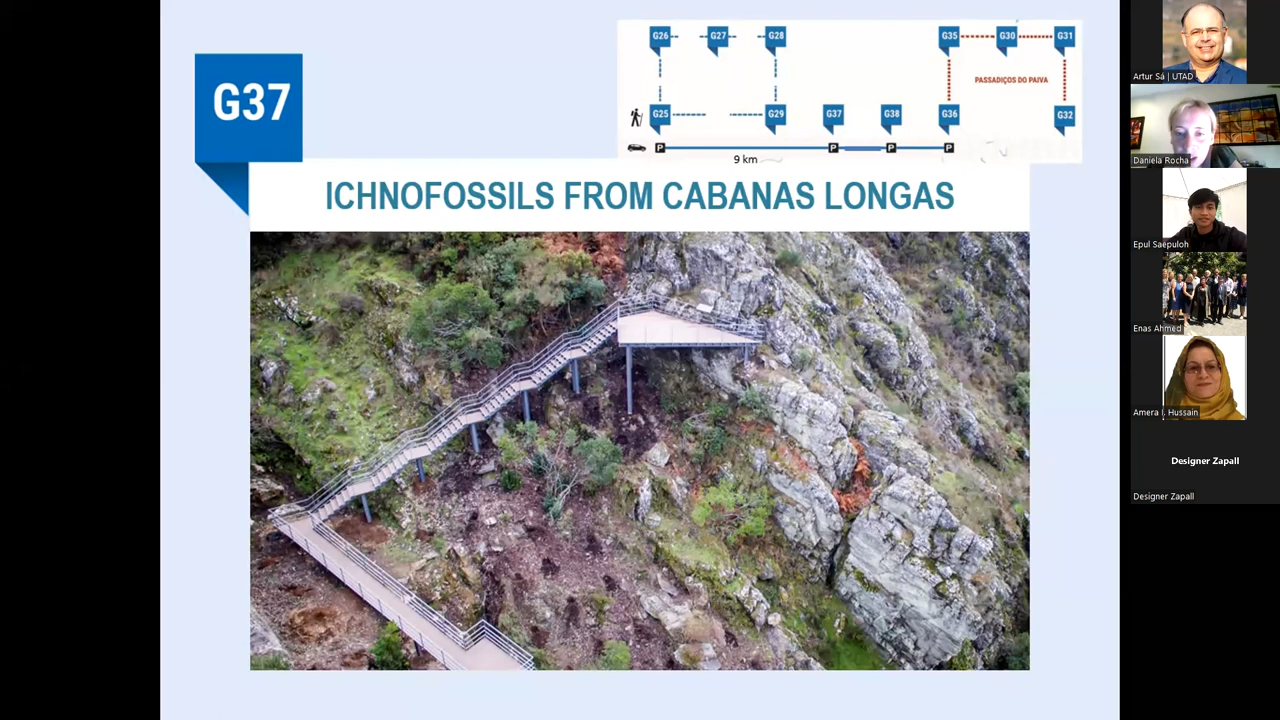 G37
G26
G27
G28
G35
G30
G31
PASSADIÇOS DO PAIVA
G25
G29
G37
G38
G36
G32
P
P
P
P
9 km
ICHNOFOSSILS FROM CABANAS LONGAS
Artur Sá | UTAD
Daniela Rocha
Epul Saepuloh
Enas Ahmed
Amera I. Hussain
Designer Zapall
Designer Zapall